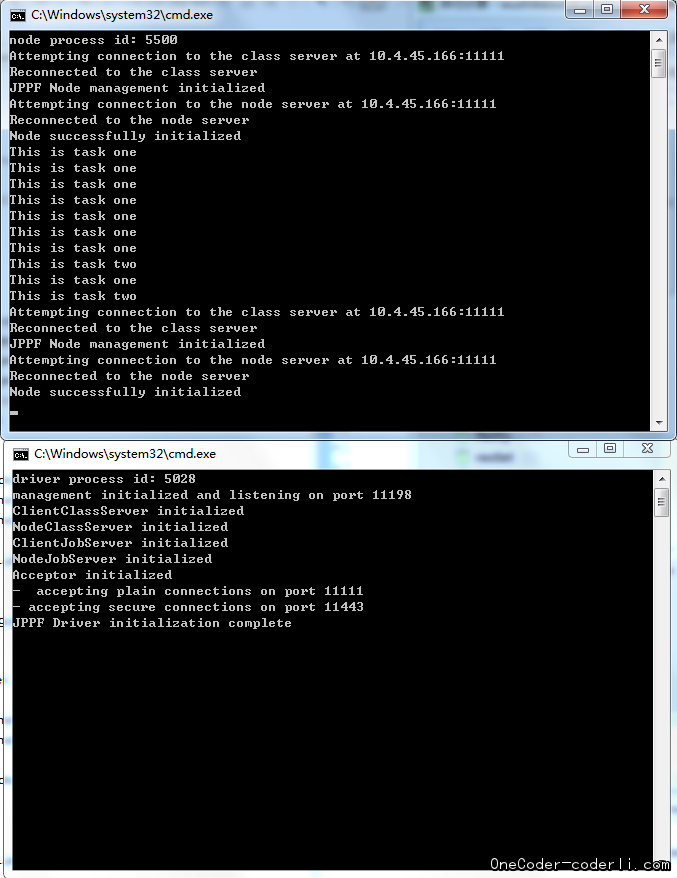 C:\Windows\system32\cmd.exe
node process id: 5500
Attempting connection to the class server at 10.4.45.166:11111
Reconnected to the class server
JPPF Node management initialized
Attempting connection to the node server at 10.4.45.166:11111
Reconnected to the node server
Node successfully initialized
This is task one
This is task one
This is task one
This is task one
This is task one
This is task one
This is task one
This is task two
This is task one
This is task two
Attempting connection to the class server at 10.4.45.166:11111
Reconnected to the class server
JPPF Node management initialized
Attempting connection to the node server at 10.4.45.166:11111
Reconnected to the node server
Node successfully initialized
C:\Windows\system32\cmd.exe
driver process id: 5028
management initialized and listening on port 11198
ClientClassServer initialized
NodeClassServer initialized
ClientJobServer initialized
NodeJobServer initialized
Acceptor initialized
-  accepting plain connections on port 11111
- accepting secure connections on port 11443
JPPF Driver initialization complete
OneCoder-coderli.com